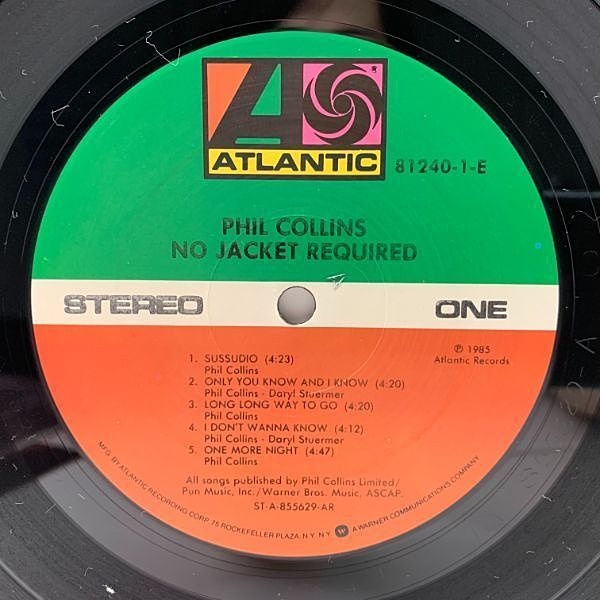 ATLANTIC
81240-1-E
PHIL COLLINS
NO JACKET REQUIRED
STEREO
ONE
℗ 1985
Atlantic Records
1. SUSSUDIO (4:23)
Phil Collins
2. ONLY YOU KNOW AND I KNOW (4:20)
Phil Collins - Daryl Stuermer
3. LONG LONG WAY TO GO (4:20)
Phil Collins
4. I DON'T WANNA KNOW (4:12)
Phil Collins - Daryl Stuermer
5. ONE MORE NIGHT (4:47)
Phil Collins
All songs published by Phil Collins Limited/
Pun Music, Inc./Warner Bros. Music, ASCAP.
ST-A-855629-AR
MFG. BY ATLANTIC RECORDING CORP. 75 ROCKEFELLER PLAZA, N.Y. N.Y. A WARNER COMMUNICATIONS COMPANY